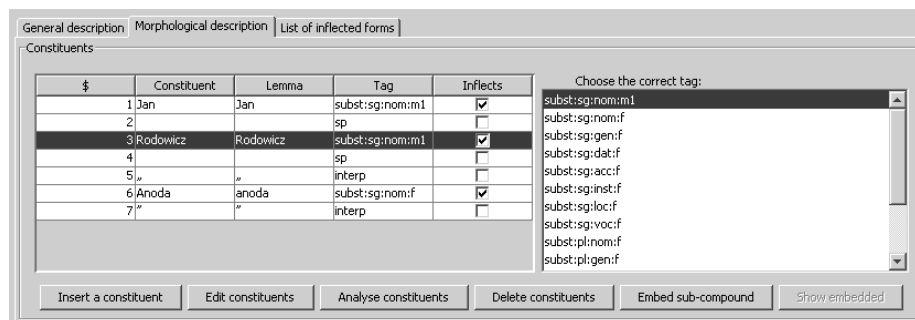 General description Morphological description List of inflected forms
Constituents
$ Constituent Lemma Tag Inflects
1 Jan Jan subst:sg:nom:m1
2 sp
3 Rodowicz Rodowicz subst:sg:nom:m1
4 sp
5 „ „ interp
6 Anoda anoda subst:sg:nom:f
7 ” ” interp
Choose the correct tag:
subst:sg:nom:m1
subst:sg:nom:f
subst:sg:gen:f
subst:sg:dat:f
subst:sg:acc:f
subst:sg:inst:f
subst:sg:loc:f
subst:sg:voc:f
subst:pl:nom:f
subst:pl:gen:f
Insert a constituent Edit constituents Analyse constituents Delete constituents Embed sub-compound Show embedded